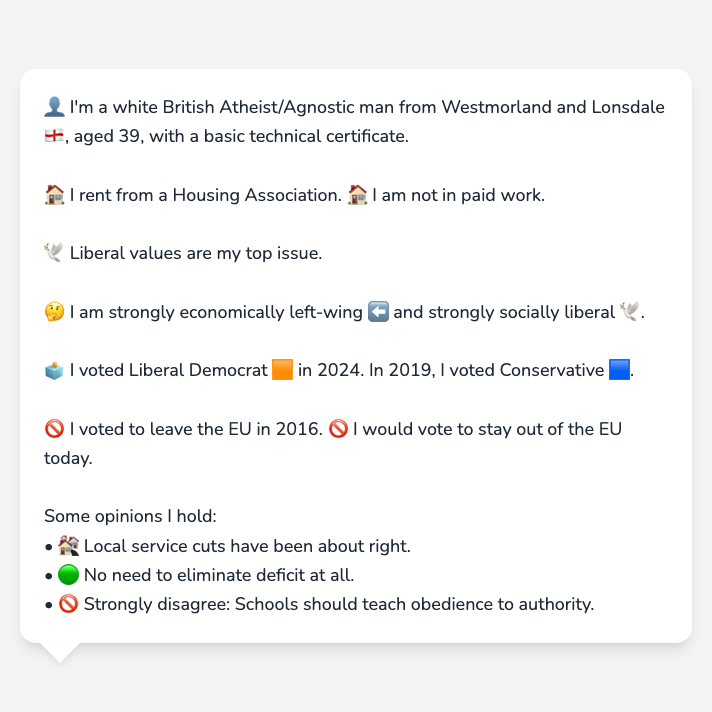 👤 I'm a white British Atheist/Agnostic man from Westmorland and Lonsdale
🏴󠁧󠁢󠁥󠁮󠁧󠁿, aged 39, with a basic technical certificate.
🏠 I rent from a Housing Association. 🏠 I am not in paid work.
🕊️ Liberal values are my top issue.
🤔 I am strongly economically left-wing ⬅️ and strongly socially liberal 🕊️.
🗳️ I voted Liberal Democrat 🟧 in 2024. In 2019, I voted Conservative 🟦.
🚫 I voted to leave the EU in 2016. 🚫 I would vote to stay out of the EU
today.
Some opinions I hold:
• 🏚️ Local service cuts have been about right.
• 🟢 No need to eliminate deficit at all.
• 🚫 Strongly disagree: Schools should teach obedience to authority.